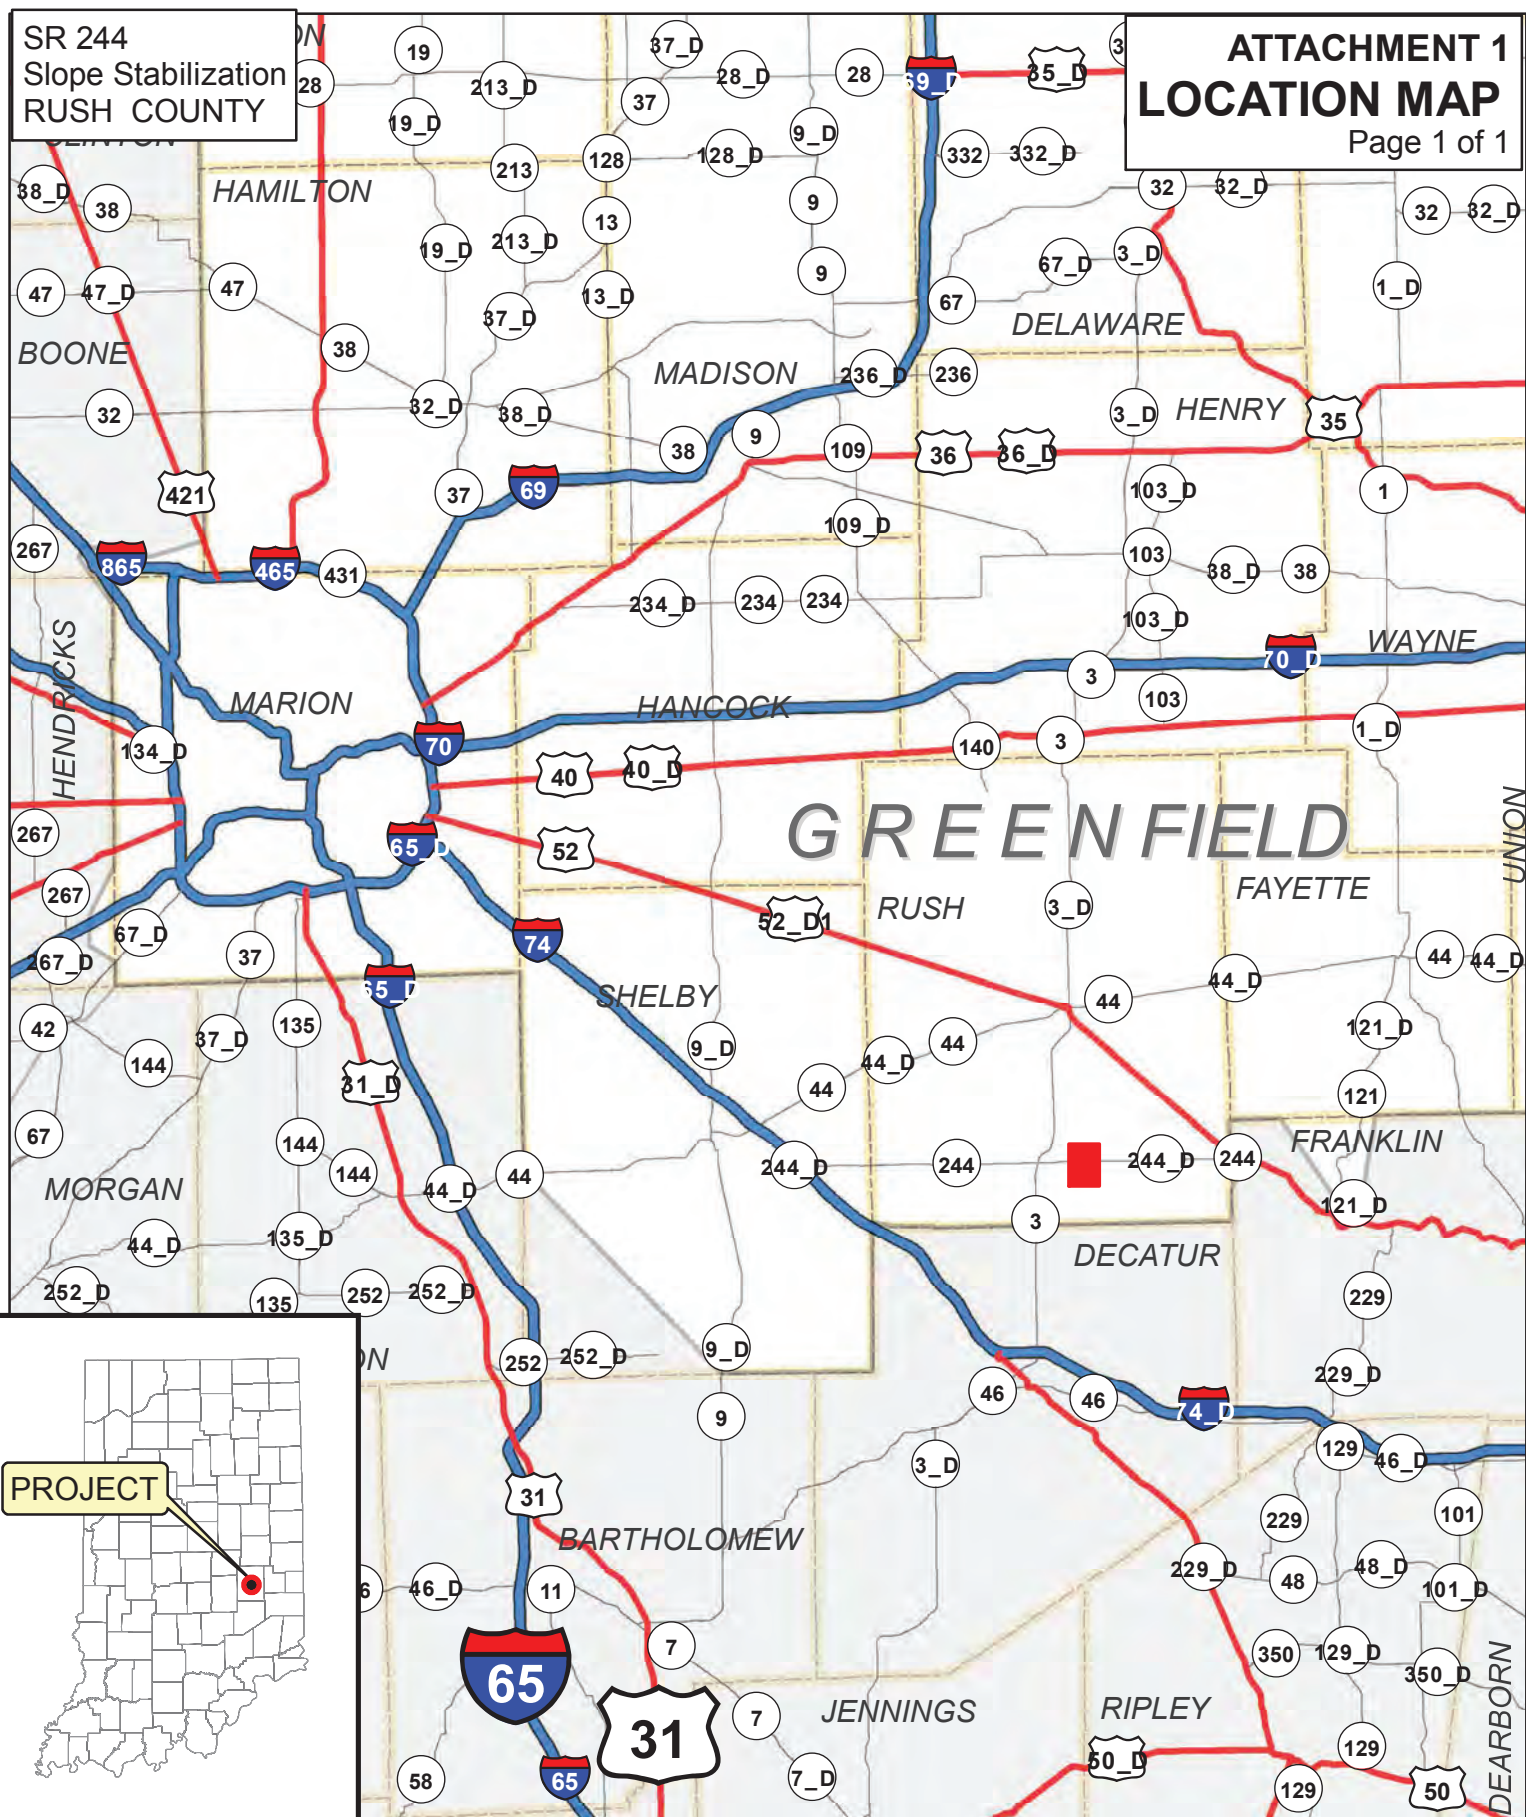 SR 244
Slope Stabilization
RUSH COUNTY
ATTACHMENT 1
LOCATION MAP
Page 1 of 1
19
37_D
28_D
28
69_D
35_D
28
213_D
37
19_D
9_D
213
128
128_D
332
332_D
38_D
38
HAMILTON
13
9
32
32_D
32
32_D
19_D
213_D
3_D
67_D
9
47
47_D
47
13_D
1_D
37_D
67
DELAWARE
BOONE
38
MADISON
236_D
236
32
32_D
38_D
3_D
HENRY
35
9
38
109
36
36_D
421
37
69
103_D
1
109_D
267
865
465
431
103
38_D
38
234_D
234
234
103_D
HENDRICKS
WAYNE
70_D
3
MARION
HANCOCK
103
134_D
70
140
3
1_D
40
40_D
GREENFIELD
UNION
267
65_D
52
267
RUSH
3_D
FAYETTE
52_D1
67_D
74
267_D
37
44
44_D
65_D
SHELBY
44_D
44
42
135
37_D
9_D
44
44_D
121_D
144
31_D
44
121
67
144
FRANKLIN
144
244_D
244
244_D
244
MORGAN
44_D
44
121_D
3
135_D
44_D
DECATUR
252_D
135
252
252_D
229
252
252_D
9_D
229_D
46
46
74_D
9
129
46_D
3_D
31
101
229
BARTHOLOMEW
PROJECT
229_D
48
48_D
101_D
46_D
11
7
350
129_D
350_D
65
31
JENNINGS
RIPLEY
DEARBORN
7
50_D
129
58
65
7_D
129
50